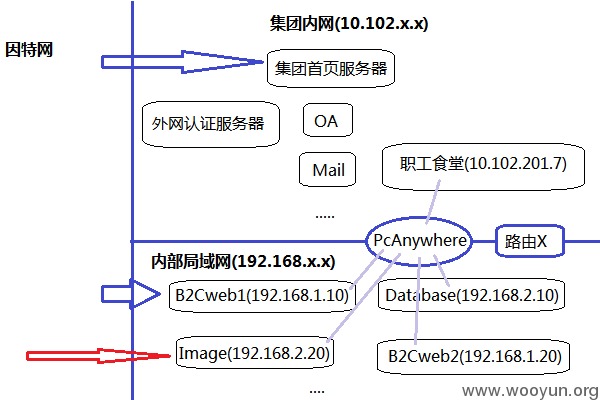 集团内网(10.102.x.x)
因特网
集团首页服务器
外网认证服务器
OA
Mail
职工食堂(10.102.201.7)
.....
PcAnywhere
路由X
内部局域网(192.168.x.x)
B2Cweb1(192.168.1.10)
Database(192.168.2.10)
Image(192.168.2.20)
B2Cweb2(192.168.1.20)
....
www.wooyun.org